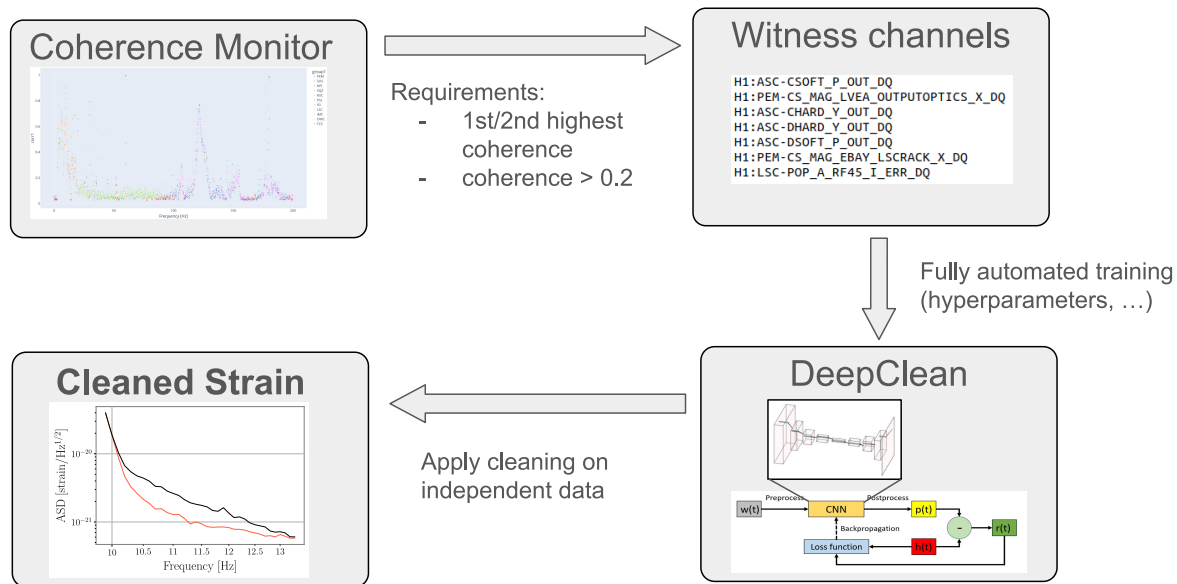 Coherence Monitor
Frequency [Hz]
Requirements:
- 1st/2nd highest
coherence
- coherence > 0.2
Witness channels
H1:ASC-CSOFT_P_OUT_DQ
H1:PEM-CS_MAG_LVEA_OUTPUTOPTICS_X_DQ
H1:ASC-CHARD_Y_OUT_DQ
H1:ASC-DHARD_Y_OUT_DQ
H1:ASC-DSOFT_P_OUT_DQ
H1:PEM-CS_MAG_EBAY_LSCRACK_X_DQ
H1:LSC-POP_A_RF45_I_ERR_DQ
Fully automated training
(hyperparameters, ...)
DeepClean
Preprocess
Postprocess
w(t)
CNN
p(t)
Backpropagation
-
r(t)
Loss function
h(t)
Apply cleaning on
independent data
Cleaned Strain
ASD [strain/Hz^1/2]
10^-20
10^-21
10 10.5 11 11.5 12 12.5 13
Frequency [Hz]